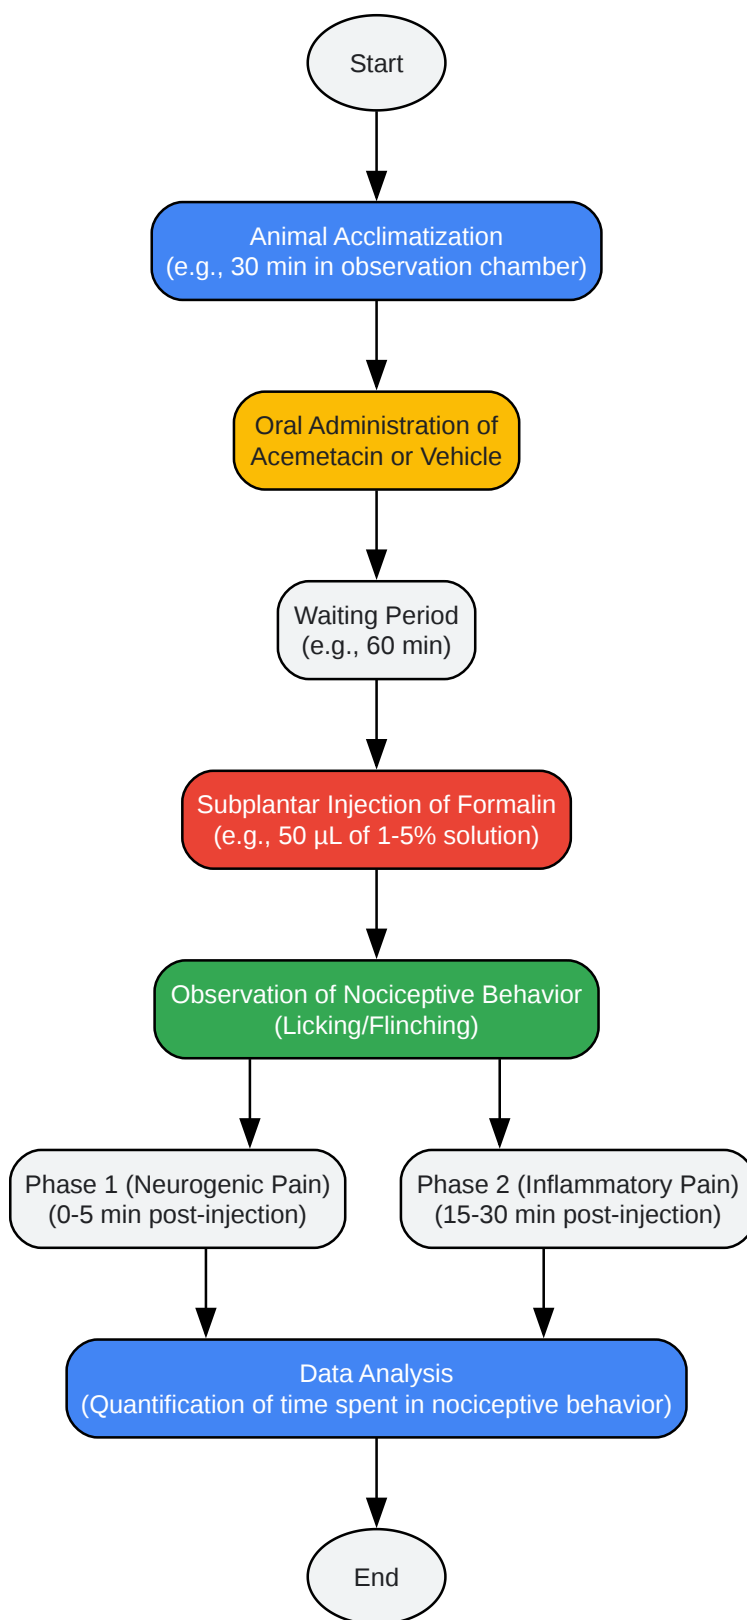 Start
Animal Acclimatization
(e.g., 30 min in observation chamber)
Oral Administration of
Acemetacin or Vehicle
Waiting Period
(e.g., 60 min)
Subplantar Injection of Formalin
(e.g., 50 µL of 1-5% solution)
Observation of Nociceptive Behavior
(Licking/Flinching)
Phase 1 (Neurogenic Pain)
(0-5 min post-injection)
Phase 2 (Inflammatory Pain)
(15-30 min post-injection)
Data Analysis
(Quantification of time spent in nociceptive behavior)
End